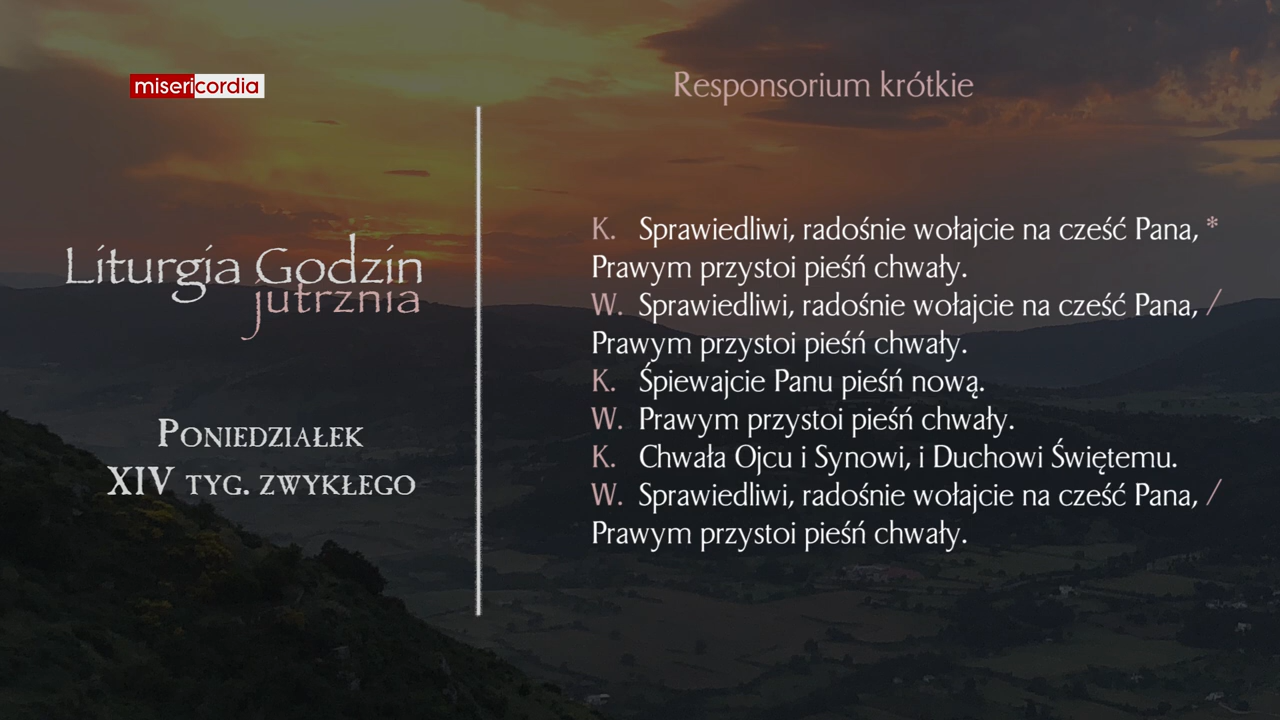 misericordia
Liturgia Godzin
jutrznia
Poniedziałek
XIV tyg. zwykłego
Responsorium krótkie
K. Sprawiedliwi, radośnie wołajcie na cześć Pana, *
Prawym przystoi pieśń chwały.
W. Sprawiedliwi, radośnie wołajcie na cześć Pana, /
Prawym przystoi pieśń chwały.
K. Śpiewajcie Panu pieśń nową.
W. Prawym przystoi pieśń chwały.
K. Chwała Ojcu i Synowi, i Duchowi Świętemu.
W. Sprawiedliwi, radośnie wołajcie na cześć Pana, /
Prawym przystoi pieśń chwały.